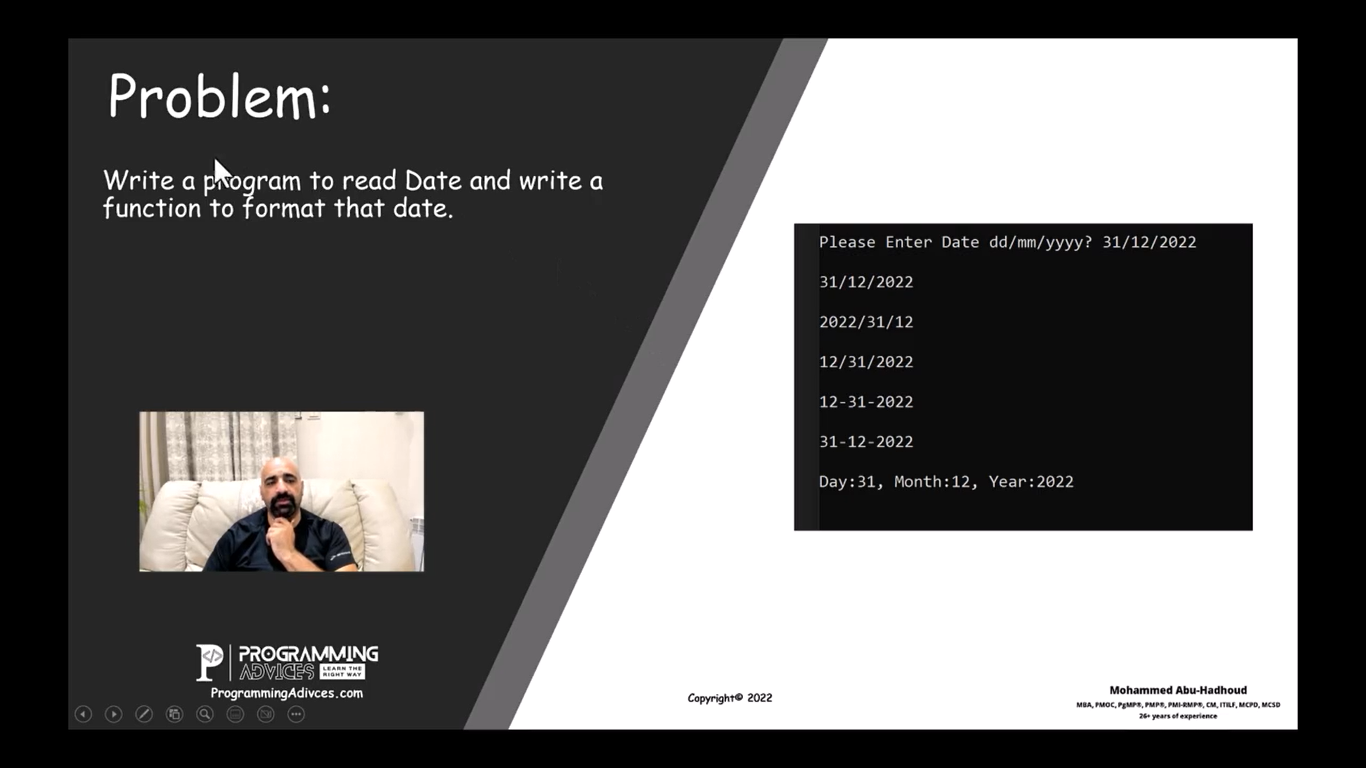 Problem:
Write a program to read Date and write a
function to format that date.
Please Enter Date dd/mm/yyyy? 31/12/2022
31/12/2022
2022/31/12
12/31/2022
12-31-2022
31-12-2022
Day:31, Month:12, Year:2022
PROGRAMMING
ADVICES LEARN THE
RIGHT WAY
ProgrammingAdivces.com
Copyright© 2022
Mohammed Abu-Hadhoud
MBA, PMOC, PgMP®, PMP®, PMI-RMP®, CM, ITILF, MCPD, MCSD
26+ years of experience